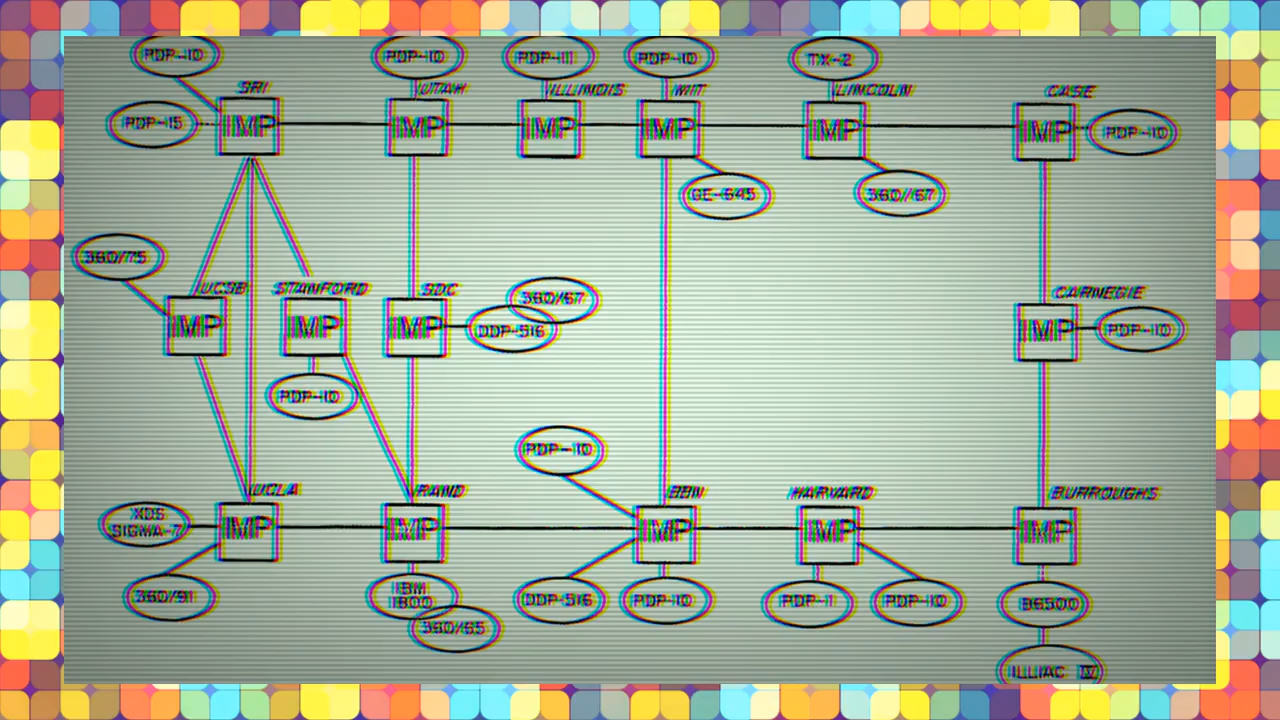 PDP-10
PDP-10
PDP-11
PDP-10
TX-2
SRI
UTAH
ILLINOIS
MIT
LINCOLN
CASE
PDP-15
IMP
IMP
IMP
IMP
IMP
IMP
PDP-10
GE-645
360/67
360/75
UCSB
STANFORD
SDC
360/67
CARNEGIE
IMP
IMP
IMP
DDP-516
IMP
PDP-10
PDP-10
PDP-10
UCLA
RAND
BBN
HARVARD
BURROUGHS
XDS
SIGMA-7
IMP
IMP
IMP
IMP
IMP
360/91
IBM
1800
DDP-516
PDP-10
PDP-1
PDP-10
B6500
360/65
ILLIAC IV